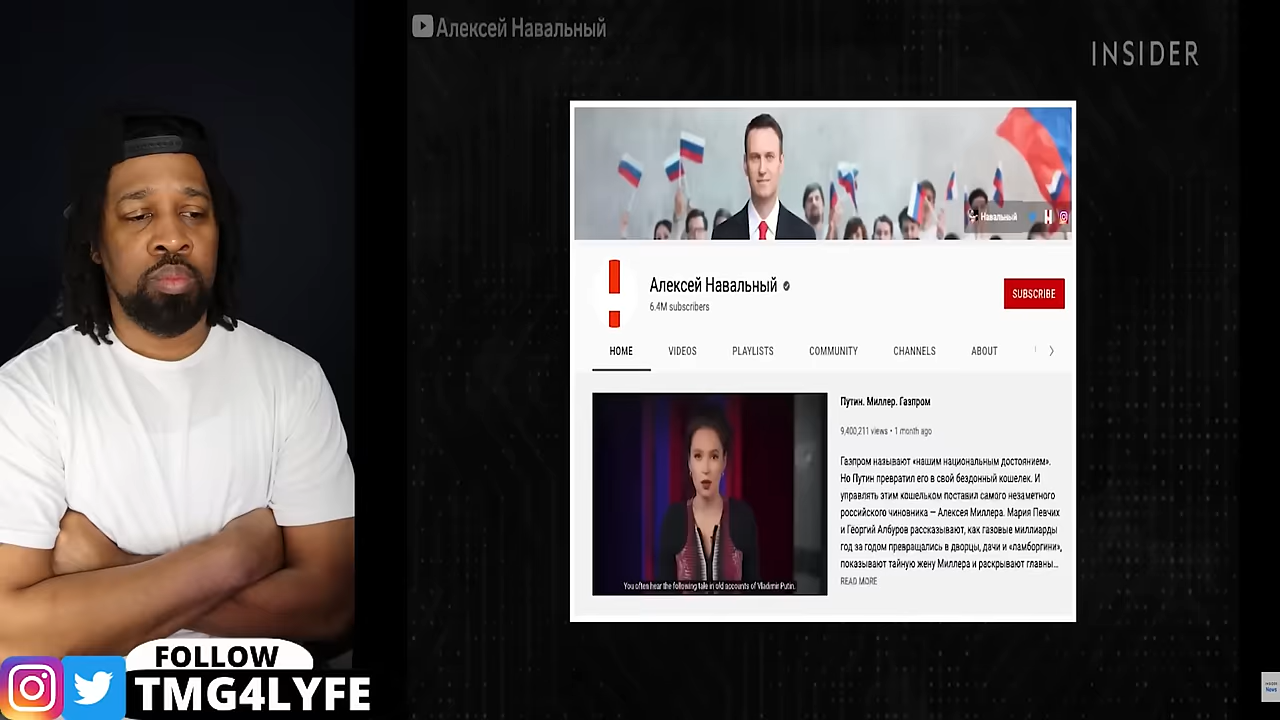 Алексей Навальный
INSIDER
Навальный
Алексей Навальный
6.4M subscribers
SUBSCRIBE
HOME
VIDEOS
PLAYLISTS
COMMUNITY
CHANNELS
ABOUT
Путин. Миллер. Газпром
9,400,211 views • 1 month ago
Газпром называют «нашим национальным достоянием».
Но Путин превратил его в свой бездонный кошелек. И
управлять этим кошельком поставил самого незаметного
российского чиновника — Алексея Миллера. Мария Певчих
и Георгий Албуров рассказывают, как газовые миллиарды
год за годом превращались в дворцы, дачи и «ламборгини»,
показывают тайную жену Миллера и раскрывают главны...
READ MORE
You often hear the following tale in old accounts of Vladimir Putin.
FOLLOW
TMG4LYFE
INSIDER
News